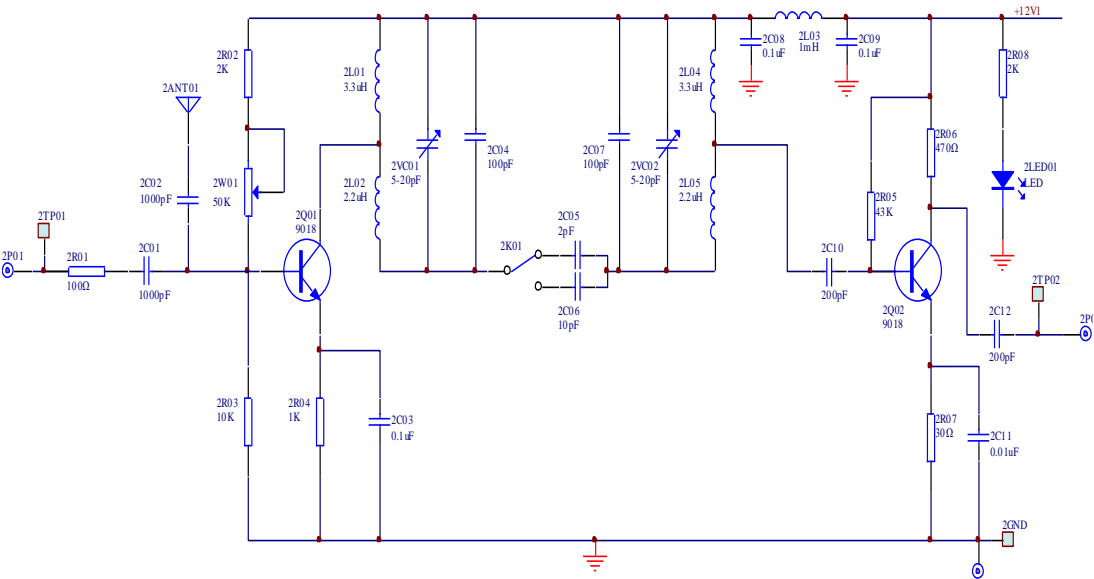 +12V1
2R02
2K
2ANT01
2L01
3.3uH
2C08
0.1uF
2L03
1mH
2C09
0.1uF
2L04
3.3uH
2R08
2K
2C02
1000pF
2W01
50K
2VC01
5-20pF
2C04
100pF
2C07
100pF
2VC02
5-20pF
2R06
470Ω
2LED01
LED
2L02
2.2uH
2L05
2.2uH
2R05
43K
2TP01
2P01
2R01
100Ω
2C01
1000pF
2Q01
9018
2K01
2C05
2pF
2C06
10pF
2C10
200pF
2Q02
9018
2TP02
2C12
200pF
2P0
2R03
10K
2R04
1K
2C03
0.1uF
2R07
30Ω
2C11
0.01uF
2GND